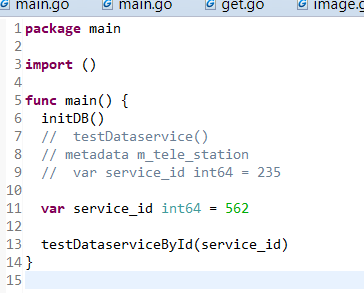 main.go main.go get.go image.g
1 package main
2
3 import ()
4
5 func main() {
6 initDB()
7 // testDataservice()
8 // metadata m_tele_station
9 // var service_id int64 = 235
10
11 var service_id int64 = 562
12
13 testDataserviceById(service_id)
14 }
15